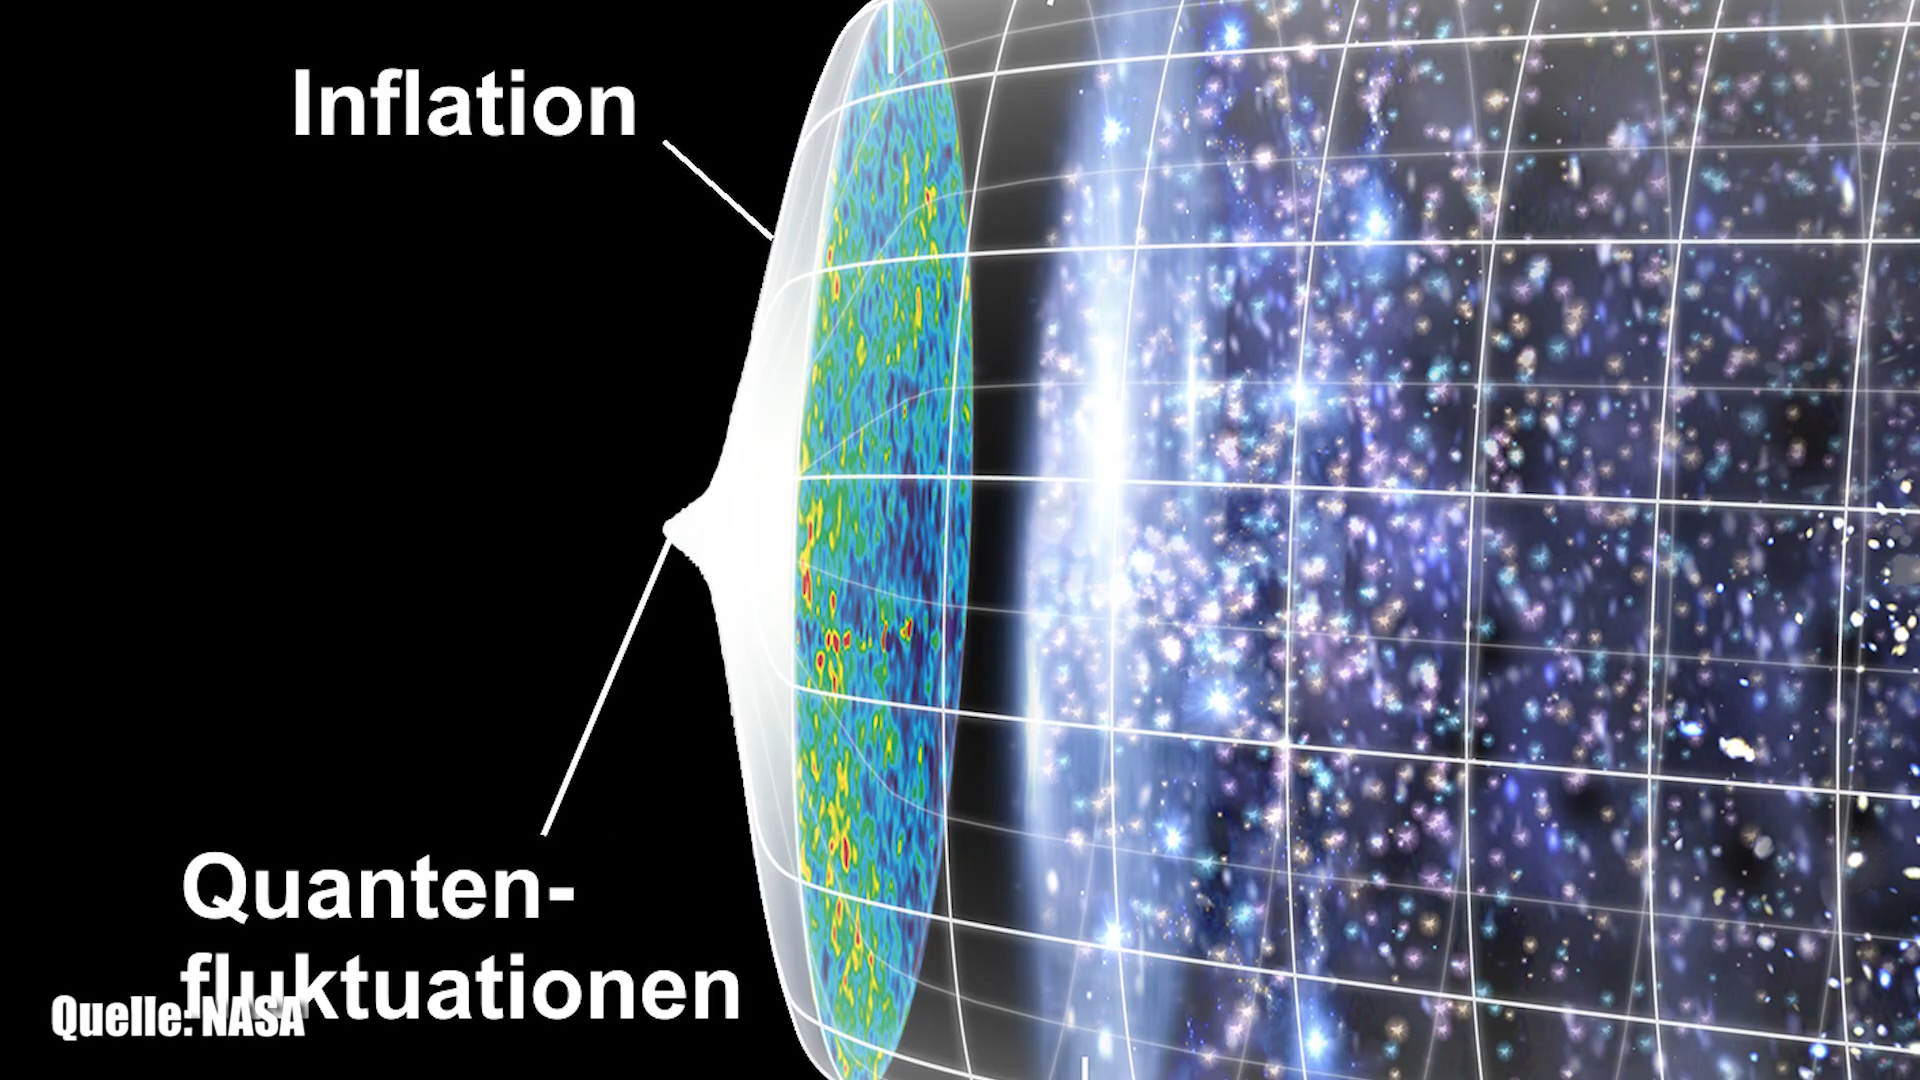 Inflation
Quanten-
fluktuationen
Quelle: NASA